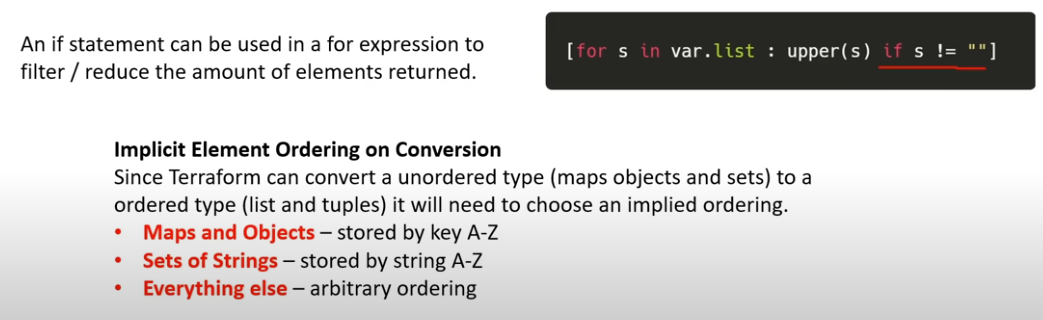 An if statement can be used in a for expression to
filter / reduce the amount of elements returned.
[for s in var.list : upper(s) if s != ""]
Implicit Element Ordering on Conversion
Since Terraform can convert a unordered type (maps objects and sets) to a
ordered type (list and tuples) it will need to choose an implied ordering.
• Maps and Objects – stored by key A-Z
• Sets of Strings – stored by string A-Z
• Everything else – arbitrary ordering